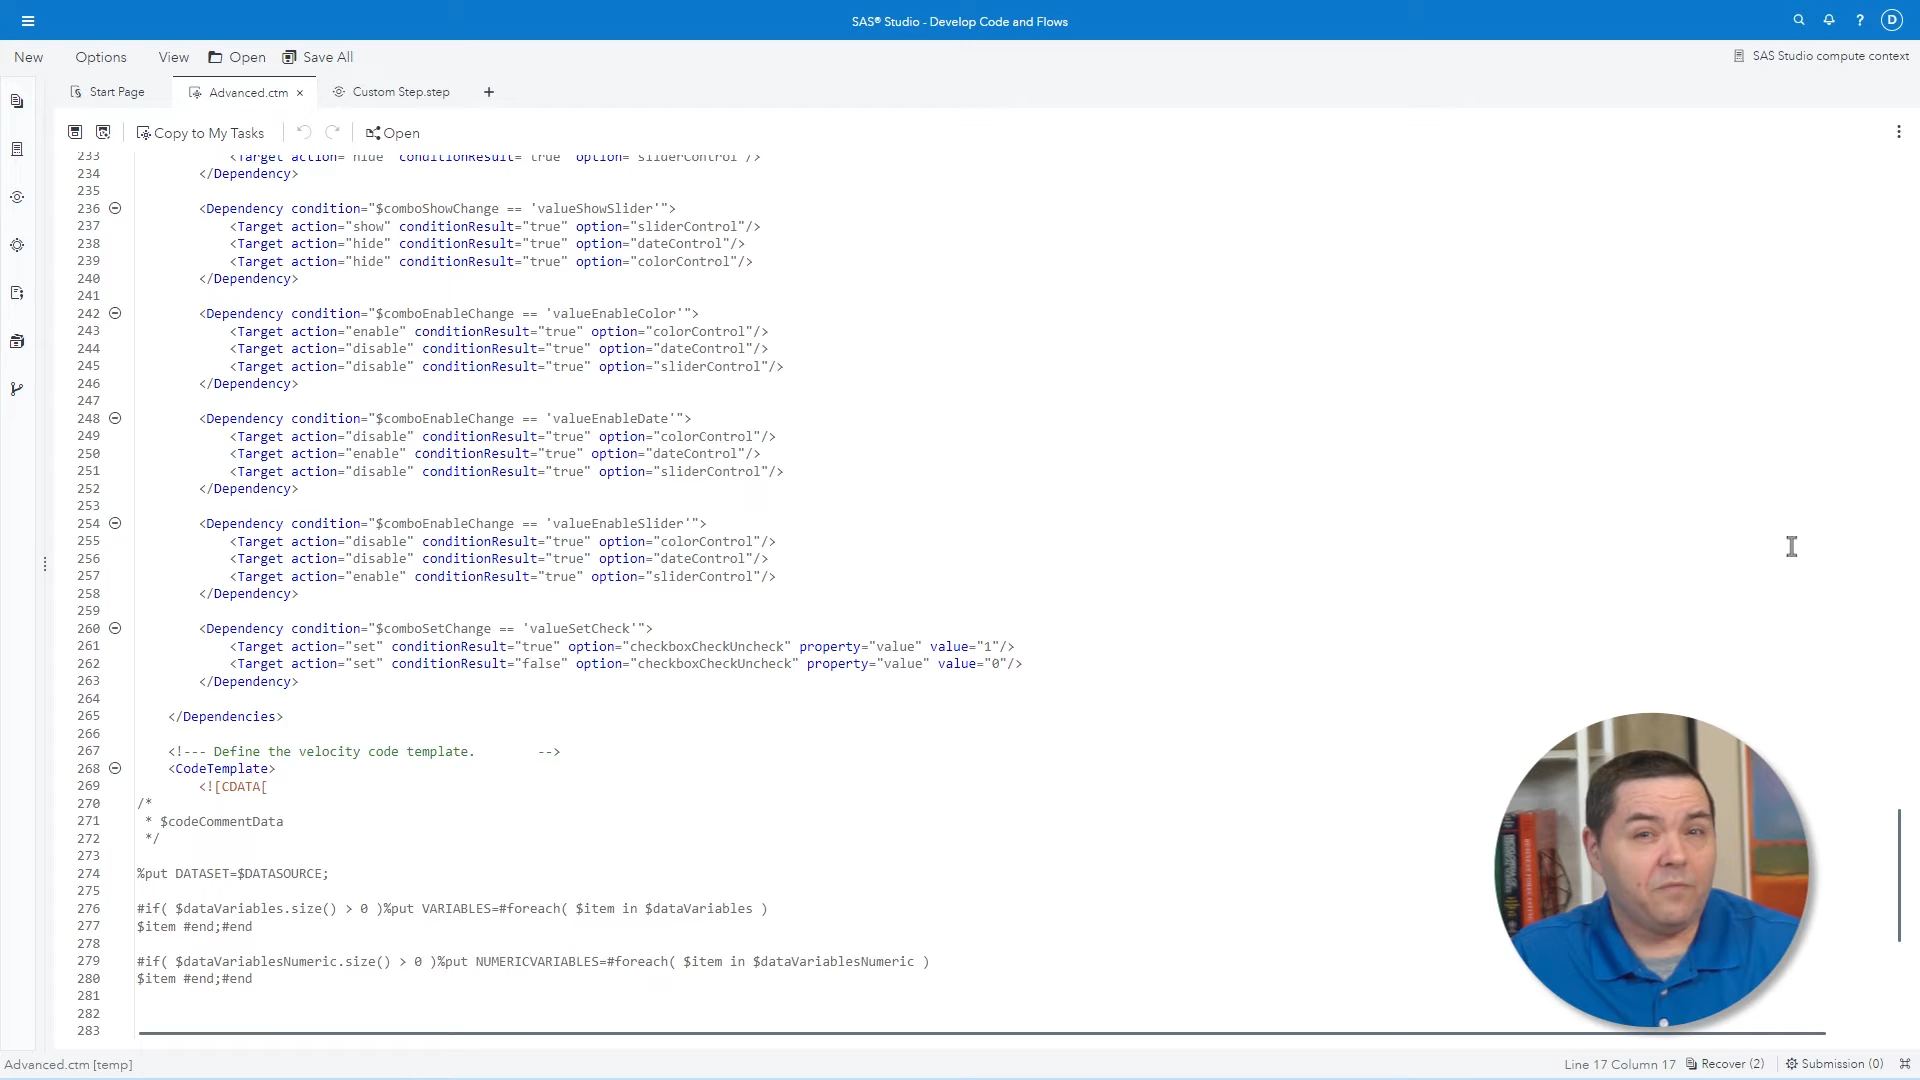 SAS® Studio - Develop Code and Flows
D
New Options View Open Save All
SAS Studio compute context
Start Page
Advanced.ctm ×
Custom Step.step
+
Copy to My Tasks
Open
233 <Target action="hide" conditionResult="true" option="sliderControl"/>
234 </Dependency>
235
236 <Dependency condition="$comboShowChange == 'valueShowSlider'">
237 <Target action="show" conditionResult="true" option="sliderControl"/>
238 <Target action="hide" conditionResult="true" option="dateControl"/>
239 <Target action="hide" conditionResult="true" option="colorControl"/>
240 </Dependency>
241
242 <Dependency condition="$comboEnableChange == 'valueEnableColor'">
243 <Target action="enable" conditionResult="true" option="colorControl"/>
244 <Target action="disable" conditionResult="true" option="dateControl"/>
245 <Target action="disable" conditionResult="true" option="sliderControl"/>
246 </Dependency>
247
248 <Dependency condition="$comboEnableChange == 'valueEnableDate'">
249 <Target action="disable" conditionResult="true" option="colorControl"/>
250 <Target action="enable" conditionResult="true" option="dateControl"/>
251 <Target action="disable" conditionResult="true" option="sliderControl"/>
252 </Dependency>
253
254 <Dependency condition="$comboEnableChange == 'valueEnableSlider'">
255 <Target action="disable" conditionResult="true" option="colorControl"/>
256 <Target action="disable" conditionResult="true" option="dateControl"/>
257 <Target action="enable" conditionResult="true" option="sliderControl"/>
258 </Dependency>
259
260 <Dependency condition="$comboSetChange == 'valueSetCheck'">
261 <Target action="set" conditionResult="true" option="checkboxCheckUncheck" property="value" value="1"/>
262 <Target action="set" conditionResult="false" option="checkboxCheckUncheck" property="value" value="0"/>
263 </Dependency>
264
265 </Dependencies>
266
267 <!--- Define the velocity code template. -->
268 <CodeTemplate>
269 <![CDATA[
270 /*
271 * $codeCommentData
272 */
273
274 %put DATASET=$DATASOURCE;
275
276 #if( $dataVariables.size() > 0 )%put VARIABLES=#foreach( $item in $dataVariables )
277 $item #end;#end
278
279 #if( $dataVariablesNumeric.size() > 0 )%put NUMERICVARIABLES=#foreach( $item in $dataVariablesNumeric )
280 $item #end;#end
281
282
283
Advanced.ctm [temp]
Line 17 Column 17 Recover (2) Submission (0)